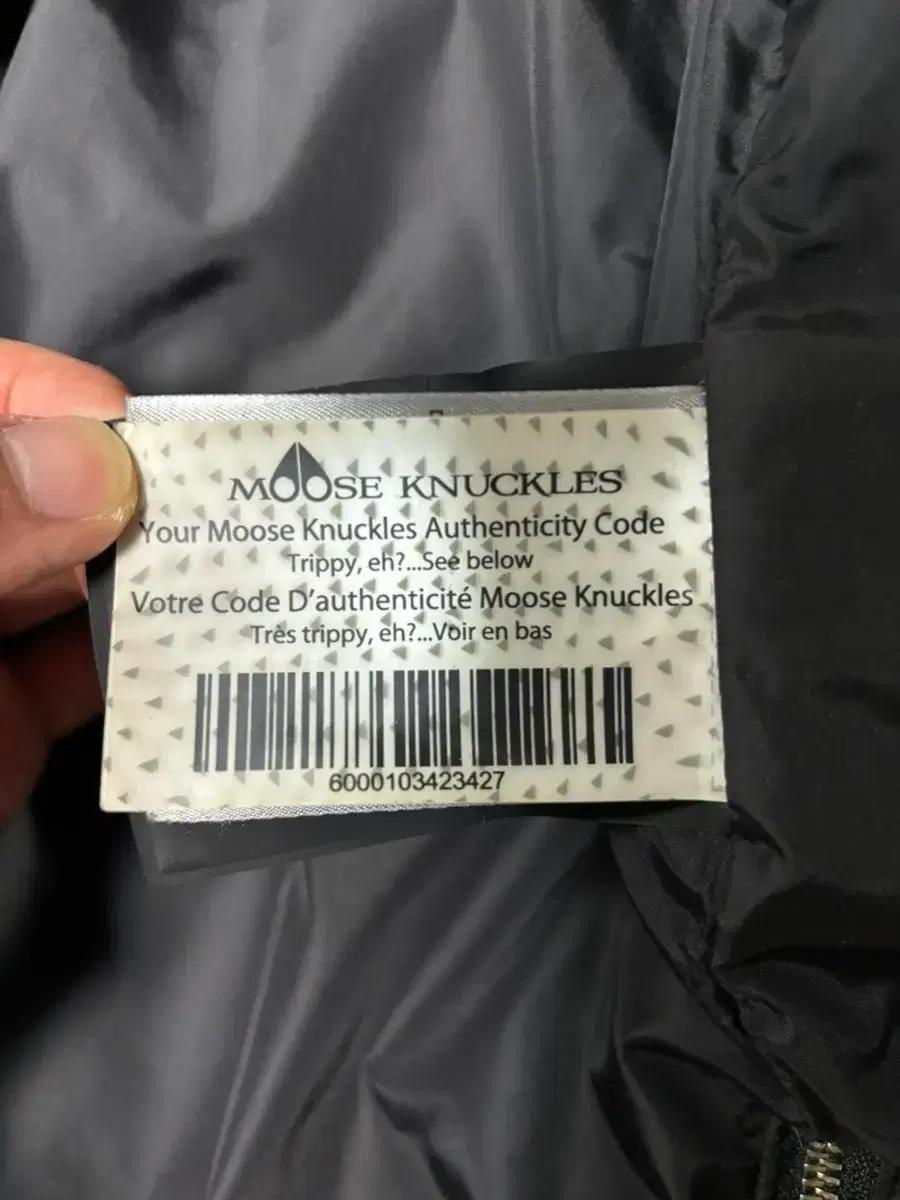 MOOSE KNUCKLES
Your Moose Knuckles Authenticity Code
Trippy, eh?...See below
Votre Code D'authenticité Moose Knuckles
Très trippy, eh?...Voir en bas
6000103423427